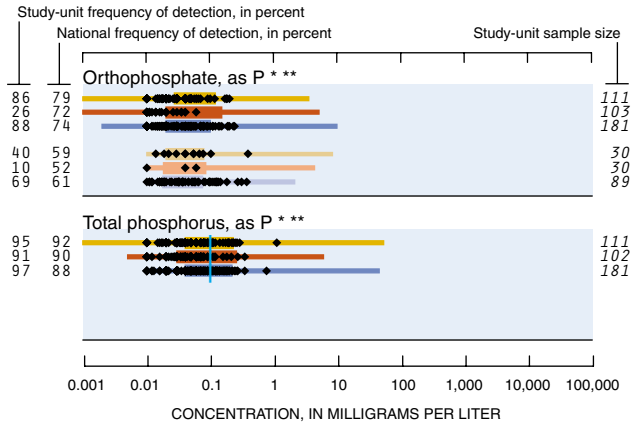 Study-unit frequency of detection, in percent
National frequency of detection, in percent
Study-unit sample size
Orthophosphate, as P * **
86 79 111
26 72 103
88 74 181
40 59 30
10 52 30
69 61 89
Total phosphorus, as P * **
95 92 111
91 90 102
97 88 181
0.001 0.01 0.1 1 10 100 1,000 10,000 100,000
CONCENTRATION, IN MILLIGRAMS PER LITER